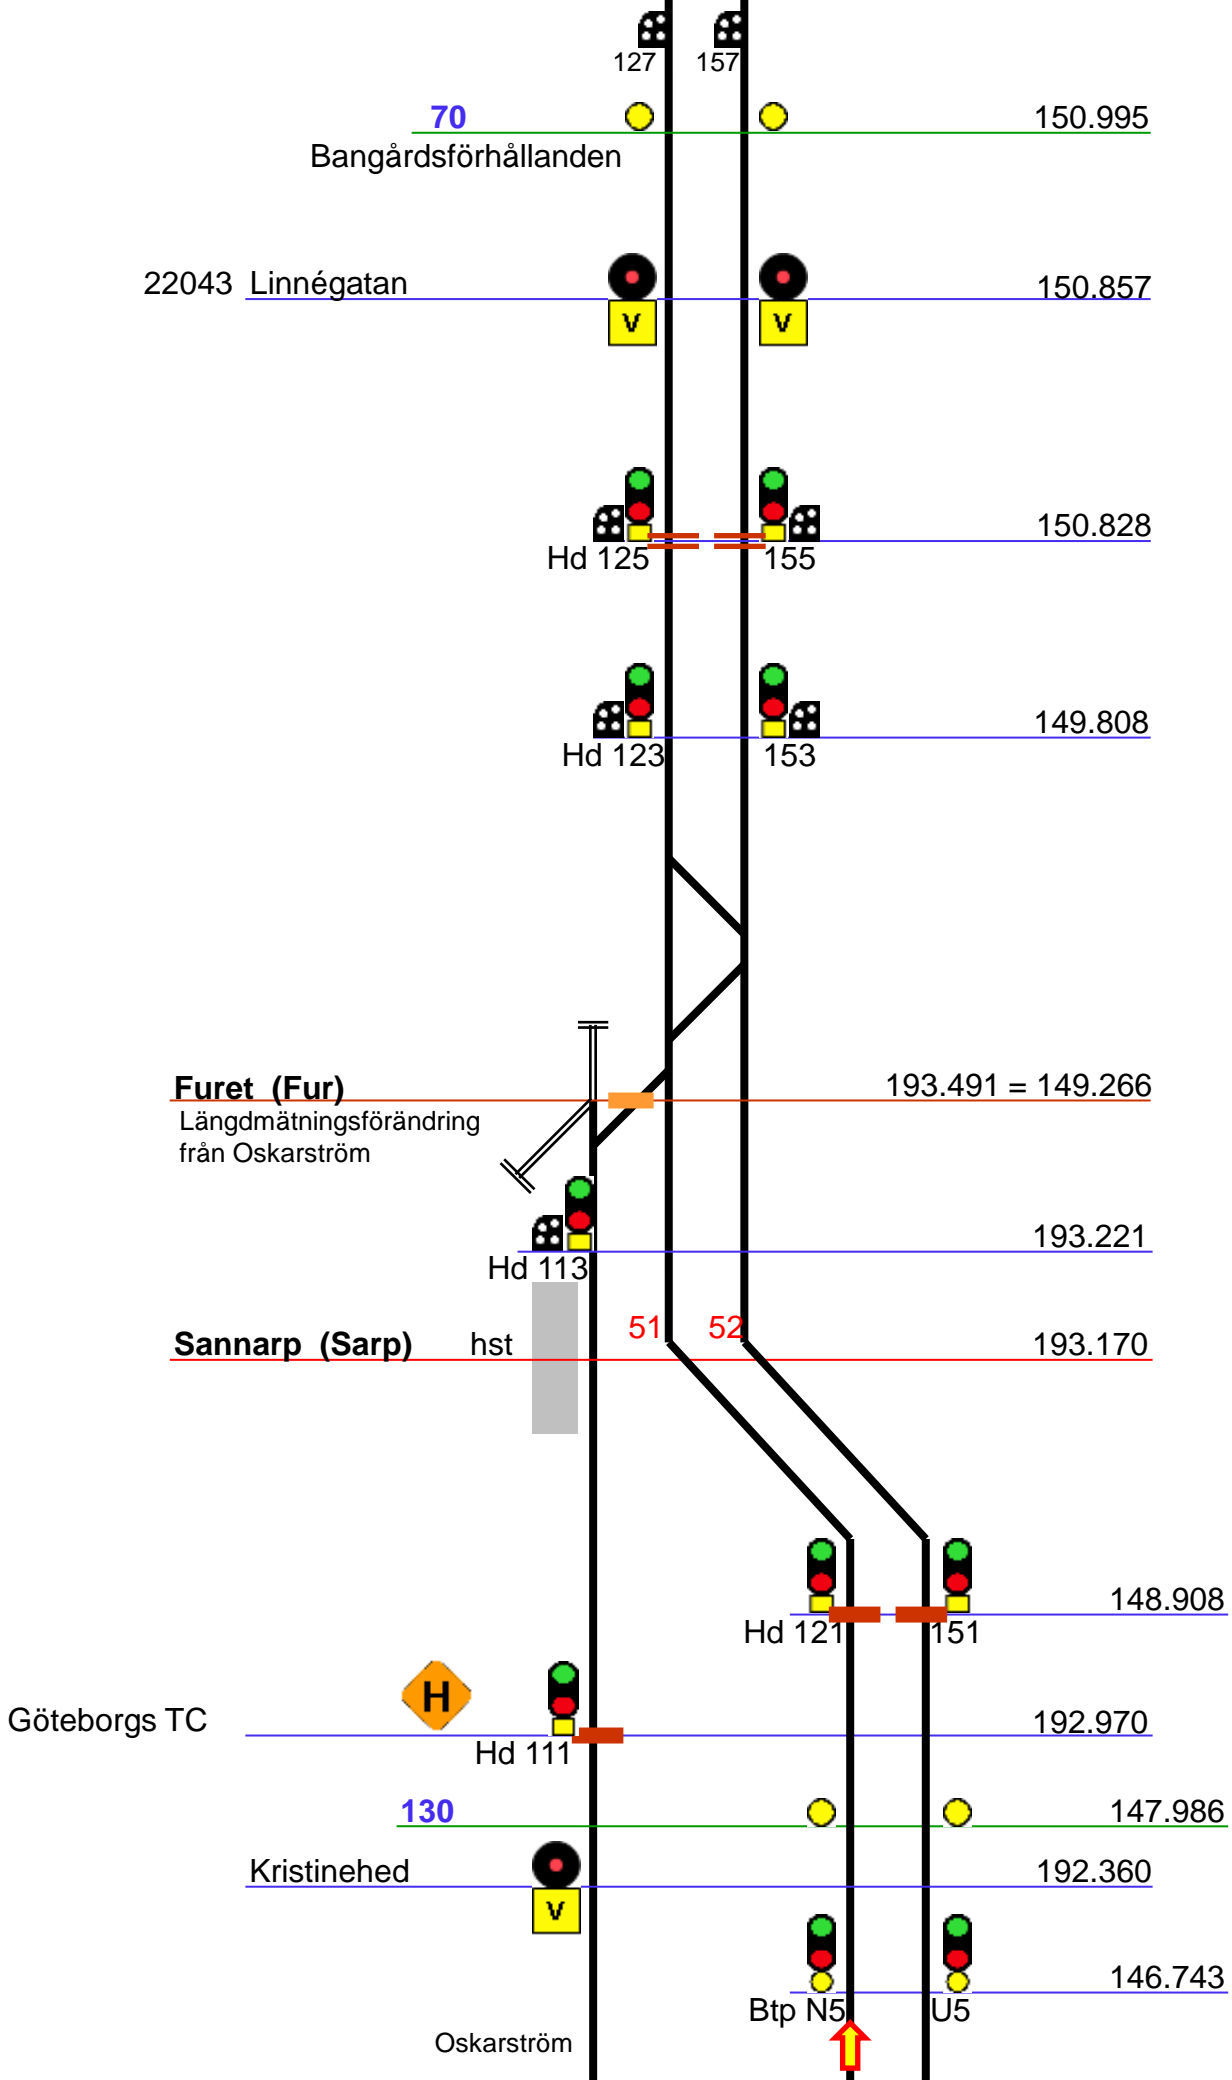 127 157
70 150.995
Bangårdsförhållanden
22043 Linnégatan 150.857
V V
150.828
Hd 125 155
149.808
Hd 123 153
Furet (Fur) 193.491 = 149.266
Längdmätningsförändring
från Oskarström
193.221
Hd 113
51 52
Sannarp (Sarp) hst 193.170
148.908
Hd 121 151
H
Göteborgs TC 192.970
Hd 111
130 147.986
Kristinehed 192.360
V
146.743
Btp N5 U5
Oskarström